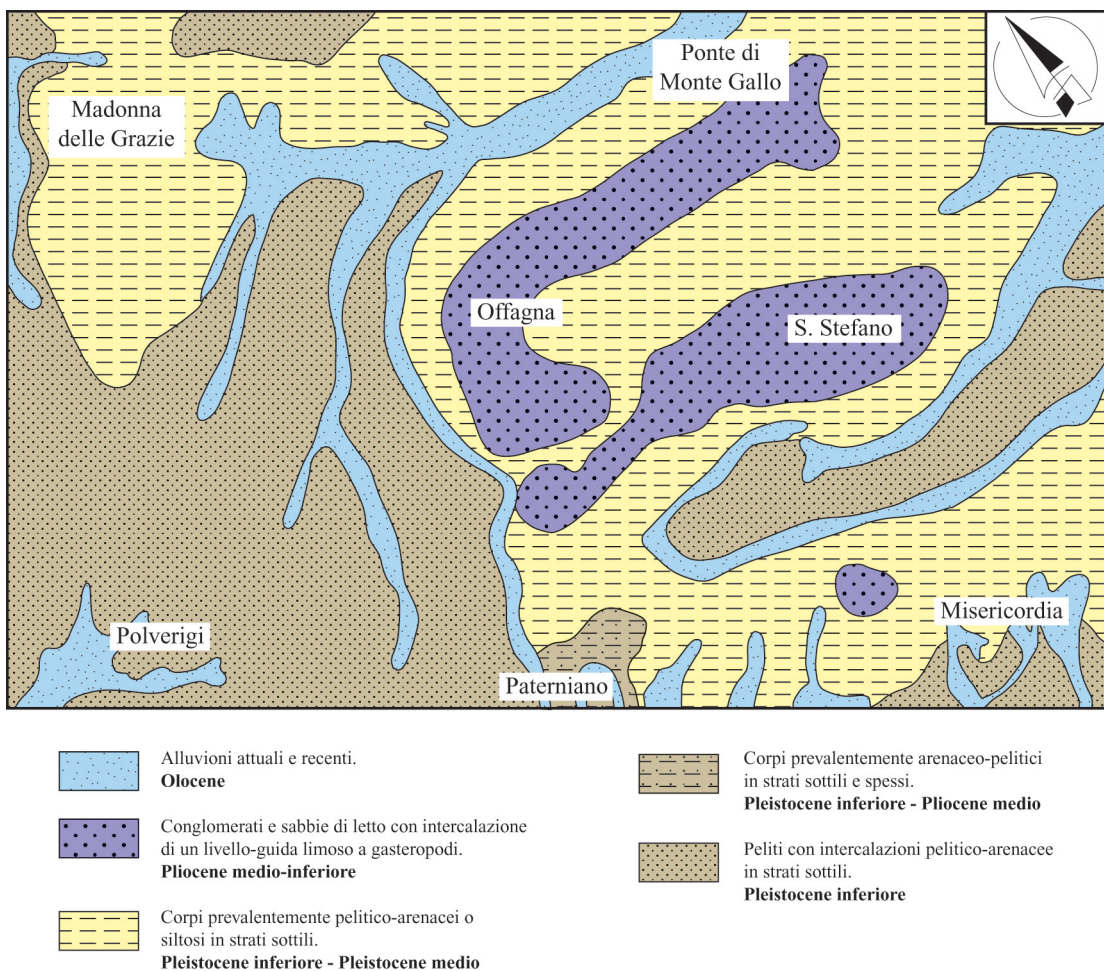 Ponte di
Monte Gallo
Madonna
delle Grazie
Offagna
S. Stefano
Misericordia
Polverigi
Paterniano
Alluvioni attuali e recenti.
Olocene
Conglomerati e sabbie di letto con intercalazione
di un livello-guida limoso a gasteropodi.
Pliocene medio-inferiore
Corpi prevalentemente pelitico-arenacei o
siltosi in strati sottili.
Pleistocene inferiore - Pleistocene medio
Corpi prevalentemente arenaceo-pelitici
in strati sottili e spessi.
Pleistocene inferiore - Pliocene medio
Peliti con intercalazioni pelitico-arenacee
in strati sottili.
Pleistocene inferiore